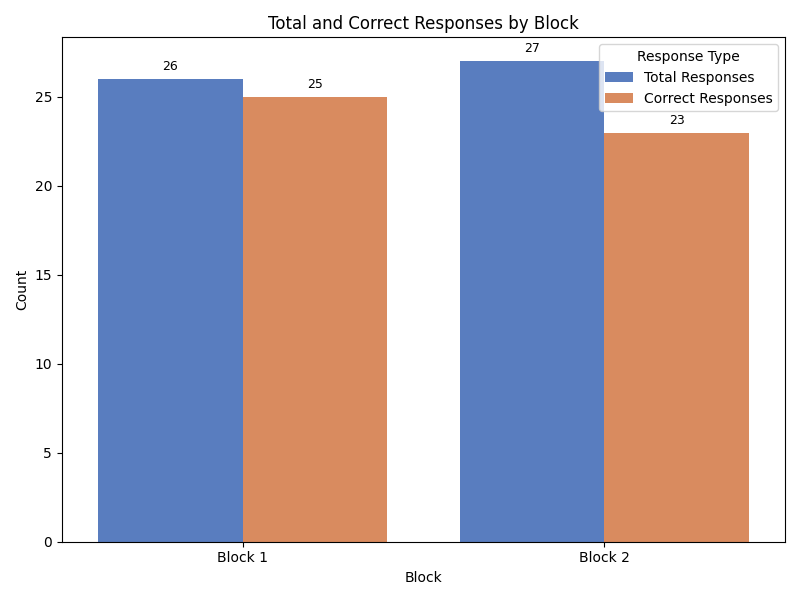 Total and Correct Responses by Block
Response Type
Total Responses
Correct Responses
26
25
27
23
Count
25
20
15
10
5
0
Block 1
Block 2
Block